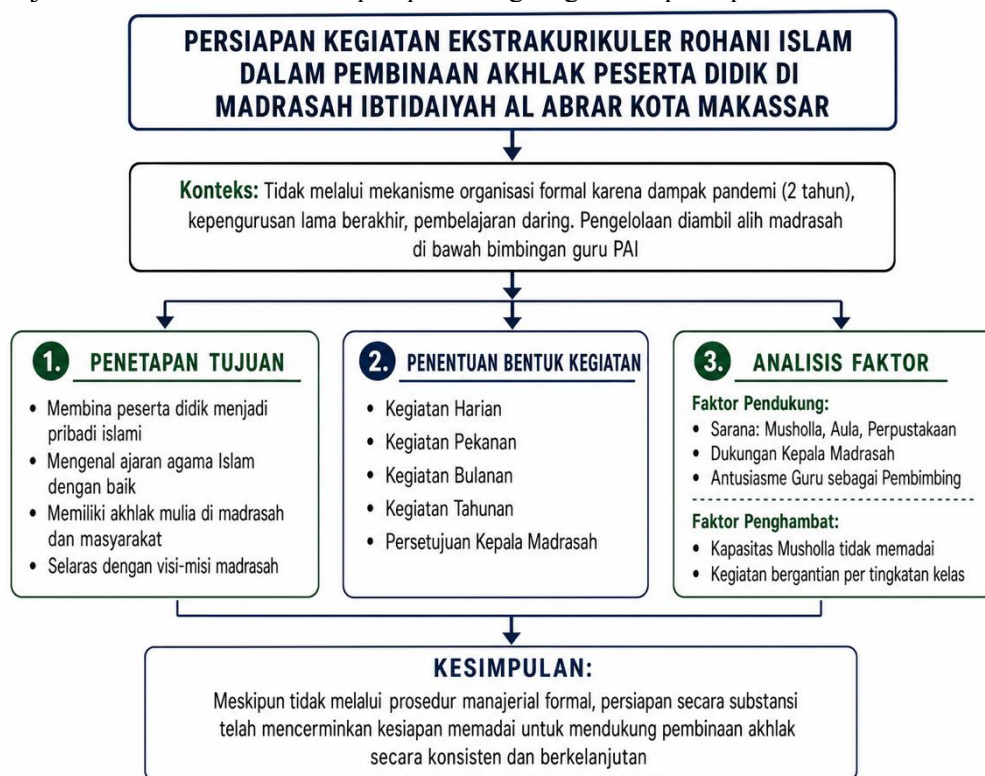 PERSIAPAN KEGIATAN EKSTRAKURIKULER ROHANI ISLAM
DALAM PEMBINAAN AKHLAK PESERTA DIDIK DI
MADRASAH IBTIDAIYAH AL ABRAR KOTA MAKASSAR
Konteks: Tidak melalui mekanisme organisasi formal karena dampak pandemi (2 tahun),
kepengurusan lama berakhir, pembelajaran daring. Pengelolaan diambil alih madrasah
di bawah bimbingan guru PAI
1. PENETAPAN TUJUAN
• Membina peserta didik menjadi
pribadi islami
• Mengenal ajaran agama Islam
dengan baik
• Memiliki akhlak mulia di madrasah
dan masyarakat
• Selaras dengan visi-misi madrasah
2. PENENTUAN BENTUK KEGIATAN
• Kegiatan Harian
• Kegiatan Pekanan
• Kegiatan Bulanan
• Kegiatan Tahunan
• Persetujuan Kepala Madrasah
3. ANALISIS FAKTOR
Faktor Pendukung:
• Sarana: Musholla, Aula, Perpustakaan
• Dukungan Kepala Madrasah
• Antusiasme Guru sebagai Pembimbing
Faktor Penghambat:
• Kapasitas Musholla tidak memadai
• Kegiatan bergantian per tingkatan kelas
KESIMPULAN:
Meskipun tidak melalui prosedur manajerial formal, persiapan secara substansi
telah mencerminkan kesiapan memadai untuk mendukung pembinaan akhlak
secara konsisten dan berkelanjutan